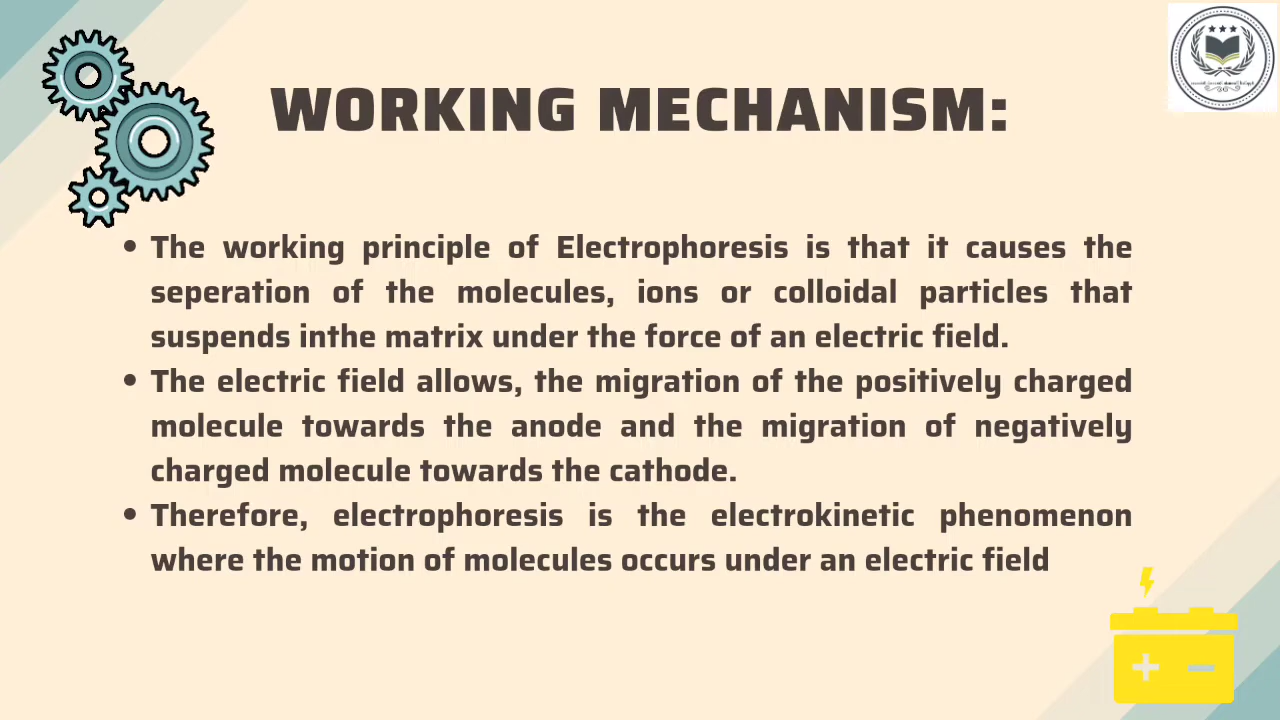 WORKING MECHANISM:
The working principle of Electrophoresis is that it causes the
seperation of the molecules, ions or colloidal particles that
suspends inthe matrix under the force of an electric field.
The electric field allows, the migration of the positively charged
molecule towards the anode and the migration of negatively
charged molecule towards the cathode.
Therefore, electrophoresis is the electrokinetic phenomenon
where the motion of molecules occurs under an electric field